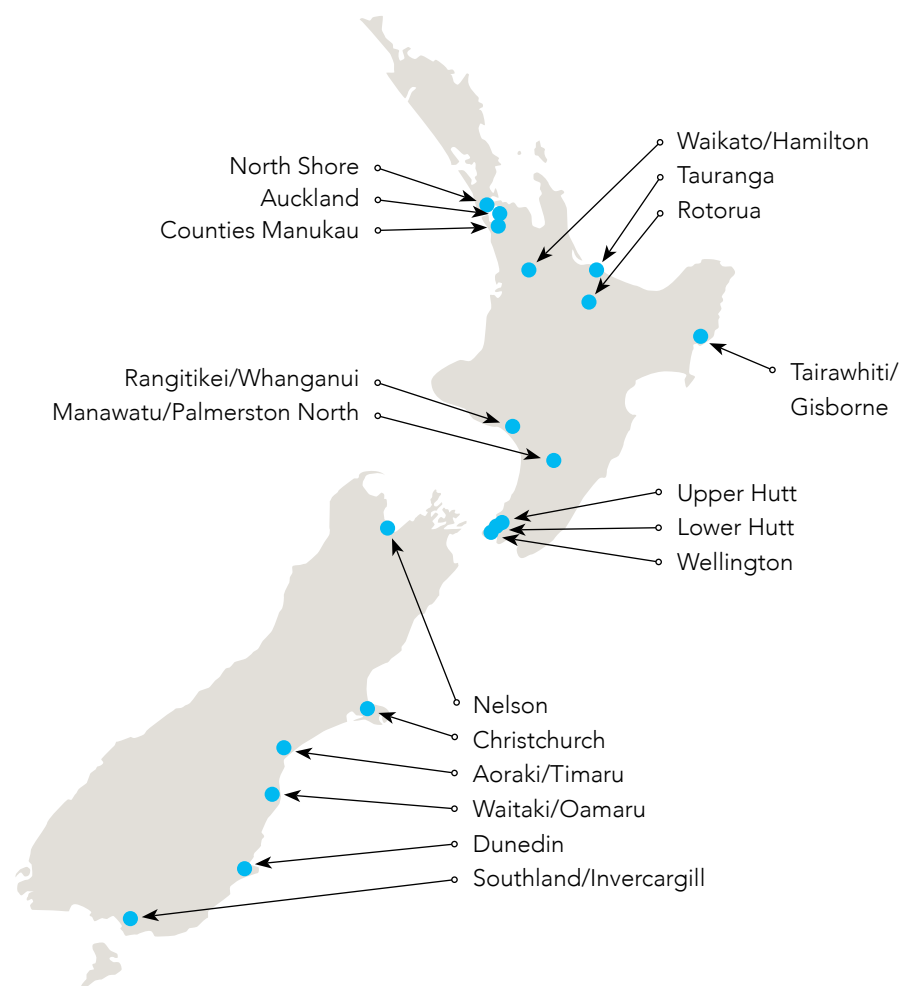 Waikato/Hamilton
North Shore
Tauranga
Auckland
Rotorua
Counties Manukau
Tairawhiti/
Gisborne
Rangitikei/Whanganui
Manawatu/Palmerston North
Upper Hutt
Lower Hutt
Wellington
Nelson
Christchurch
Aoraki/Timaru
Waitaki/Oamaru
Dunedin
Southland/Invercargill